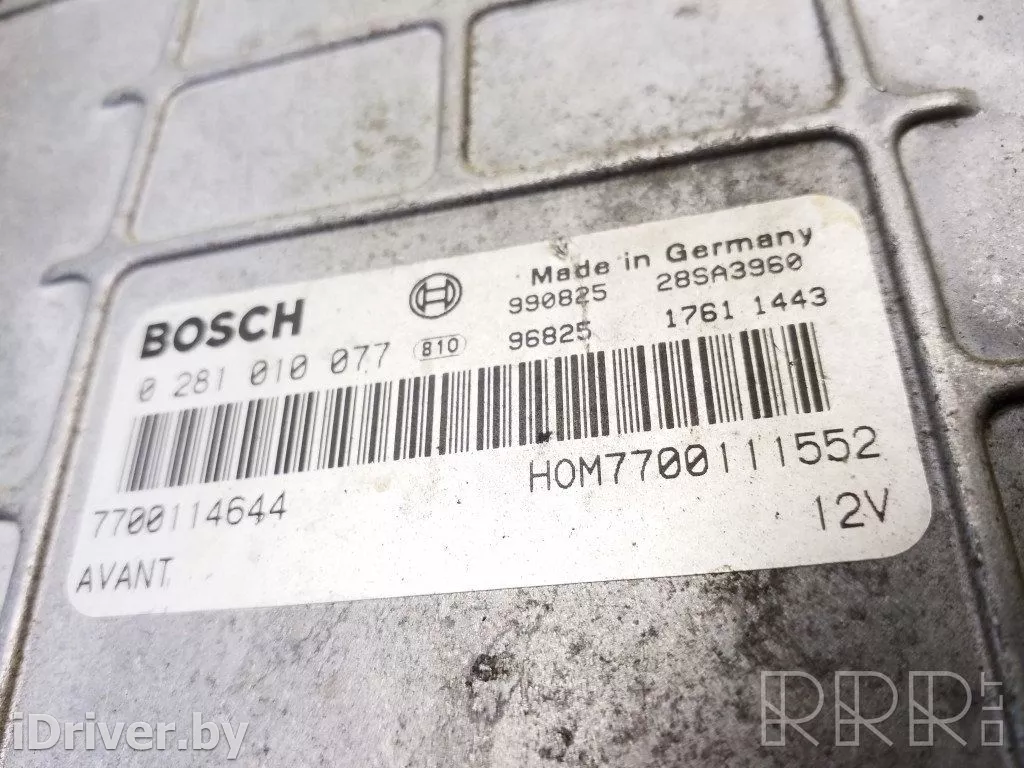 Made in Germany
BOSCH 990825 28SA3960
0 281 010 077 810 96825 1761 1443
7700114644 HOM7700111552
AVANT 12V
iDriver.by
RRR.LT